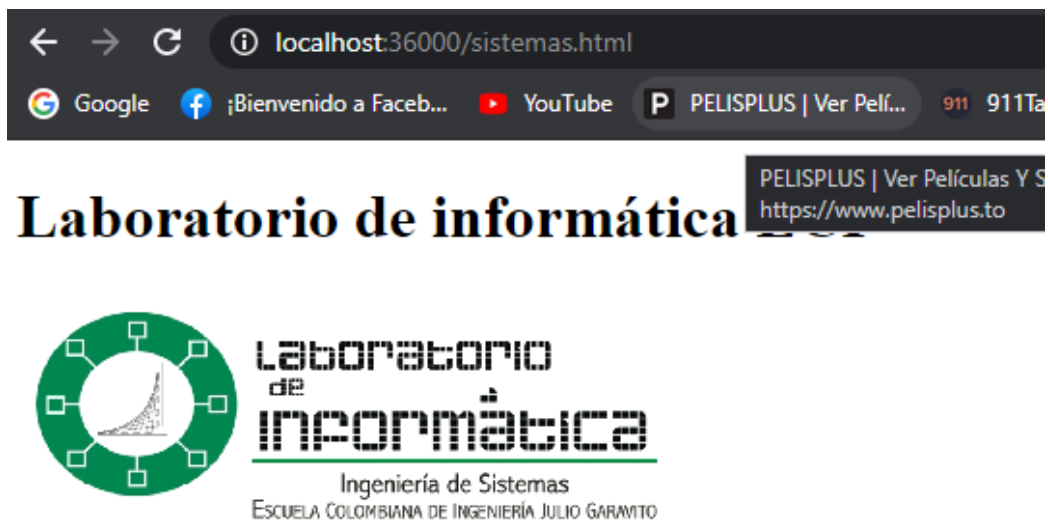 localhost:36000/sistemas.html
Google ¡Bienvenido a Faceb... YouTube P PELISPLUS | Ver Pelí... 911 911Ta
PELISPLUS | Ver Películas Y S
https://www.pelisplus.to
Laboratorio de informática
Laboratorio
de
informática
Ingeniería de Sistemas
ESCUELA COLOMBIANA DE INGENIERÍA JULIO GARAVITO